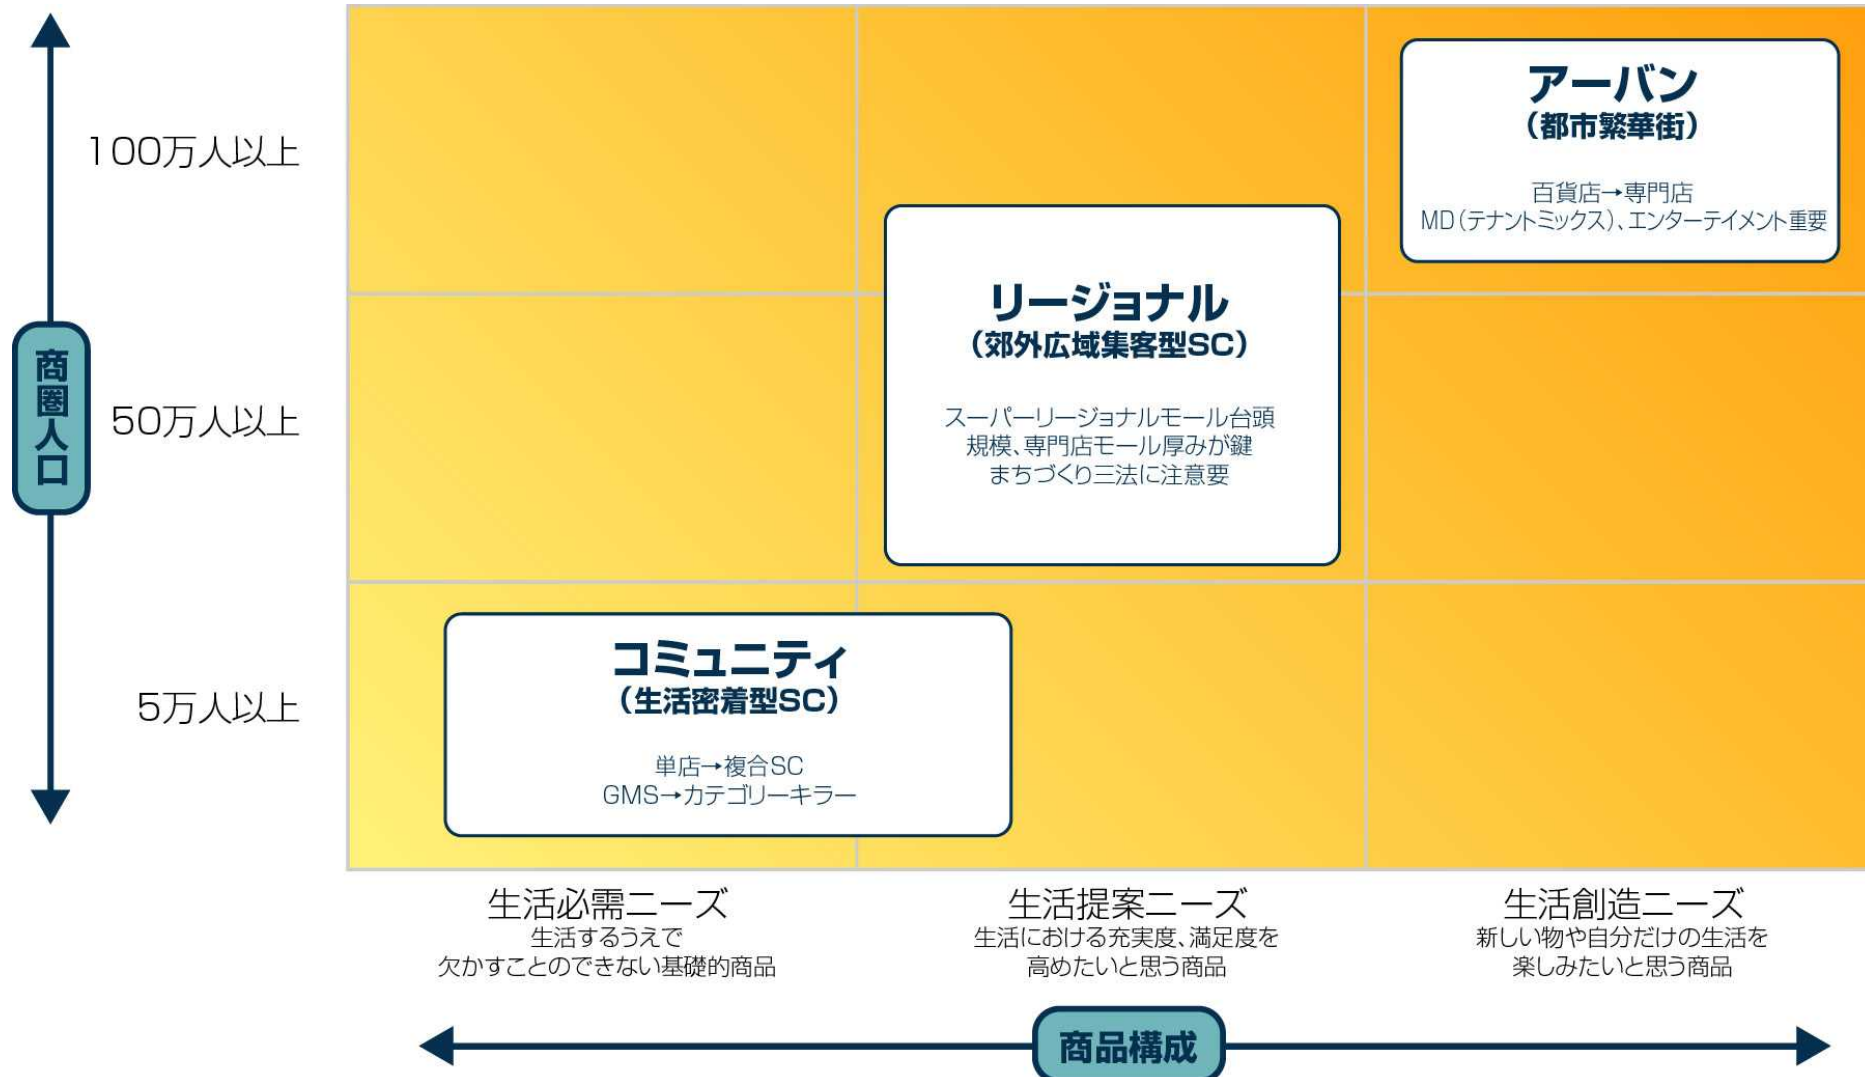 アーバン
（都市繁華街）
百貨店→専門店
MD（テナントミックス）、エンターテイメント重要
100万人以上
リージョナル
（郊外広域集客型SC）
スーパーリージョナルモール台頭
規模、専門店モール厚みが鍵
まちづくり三法に注意要
商圏人口
50万人以上
コミュニティ
（生活密着型SC）
単店→複合SC
GMS→カテゴリーキラー
5万人以上
生活必需ニーズ
生活するうえで
欠かすことのできない基礎的商品
生活提案ニーズ
生活における充実度、満足度を
高めたいと思う商品
生活創造ニーズ
新しい物や自分だけの生活を
楽しみたいと思う商品
商品構成